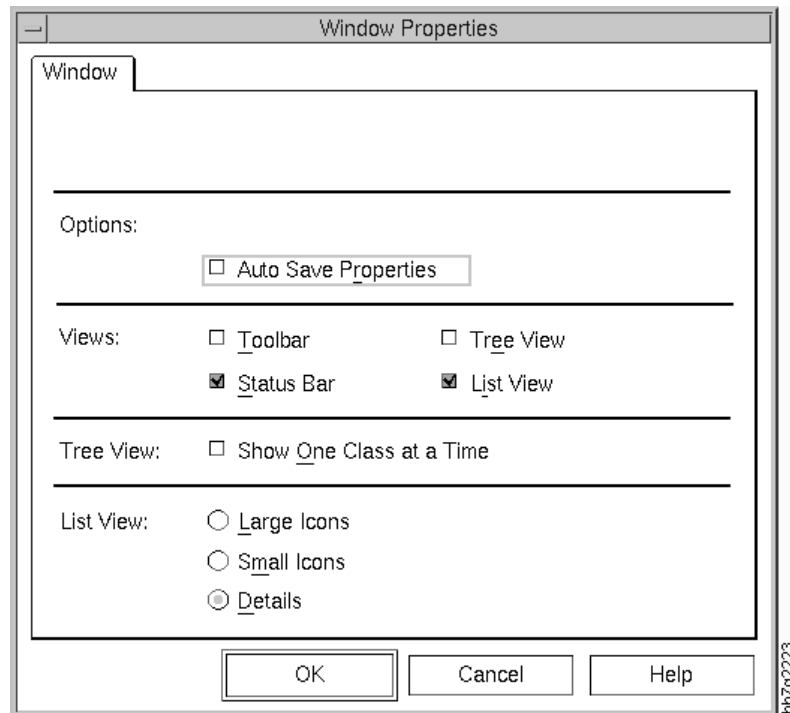 Window Properties
Window
Options:
Auto Save Properties
Views:
Toolbar
Tree View
Status Bar
List View
Tree View:
Show One Class at a Time
List View:
Large Icons
Small Icons
Details
OK
Cancel
Help